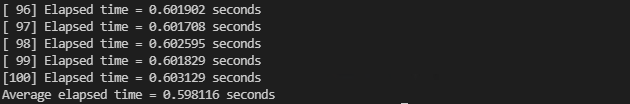 [ 96] Elapsed time = 0.601902 seconds
[ 97] Elapsed time = 0.601708 seconds
[ 98] Elapsed time = 0.602595 seconds
[ 99] Elapsed time = 0.601829 seconds
[100] Elapsed time = 0.603129 seconds
Average elapsed time = 0.598116 seconds